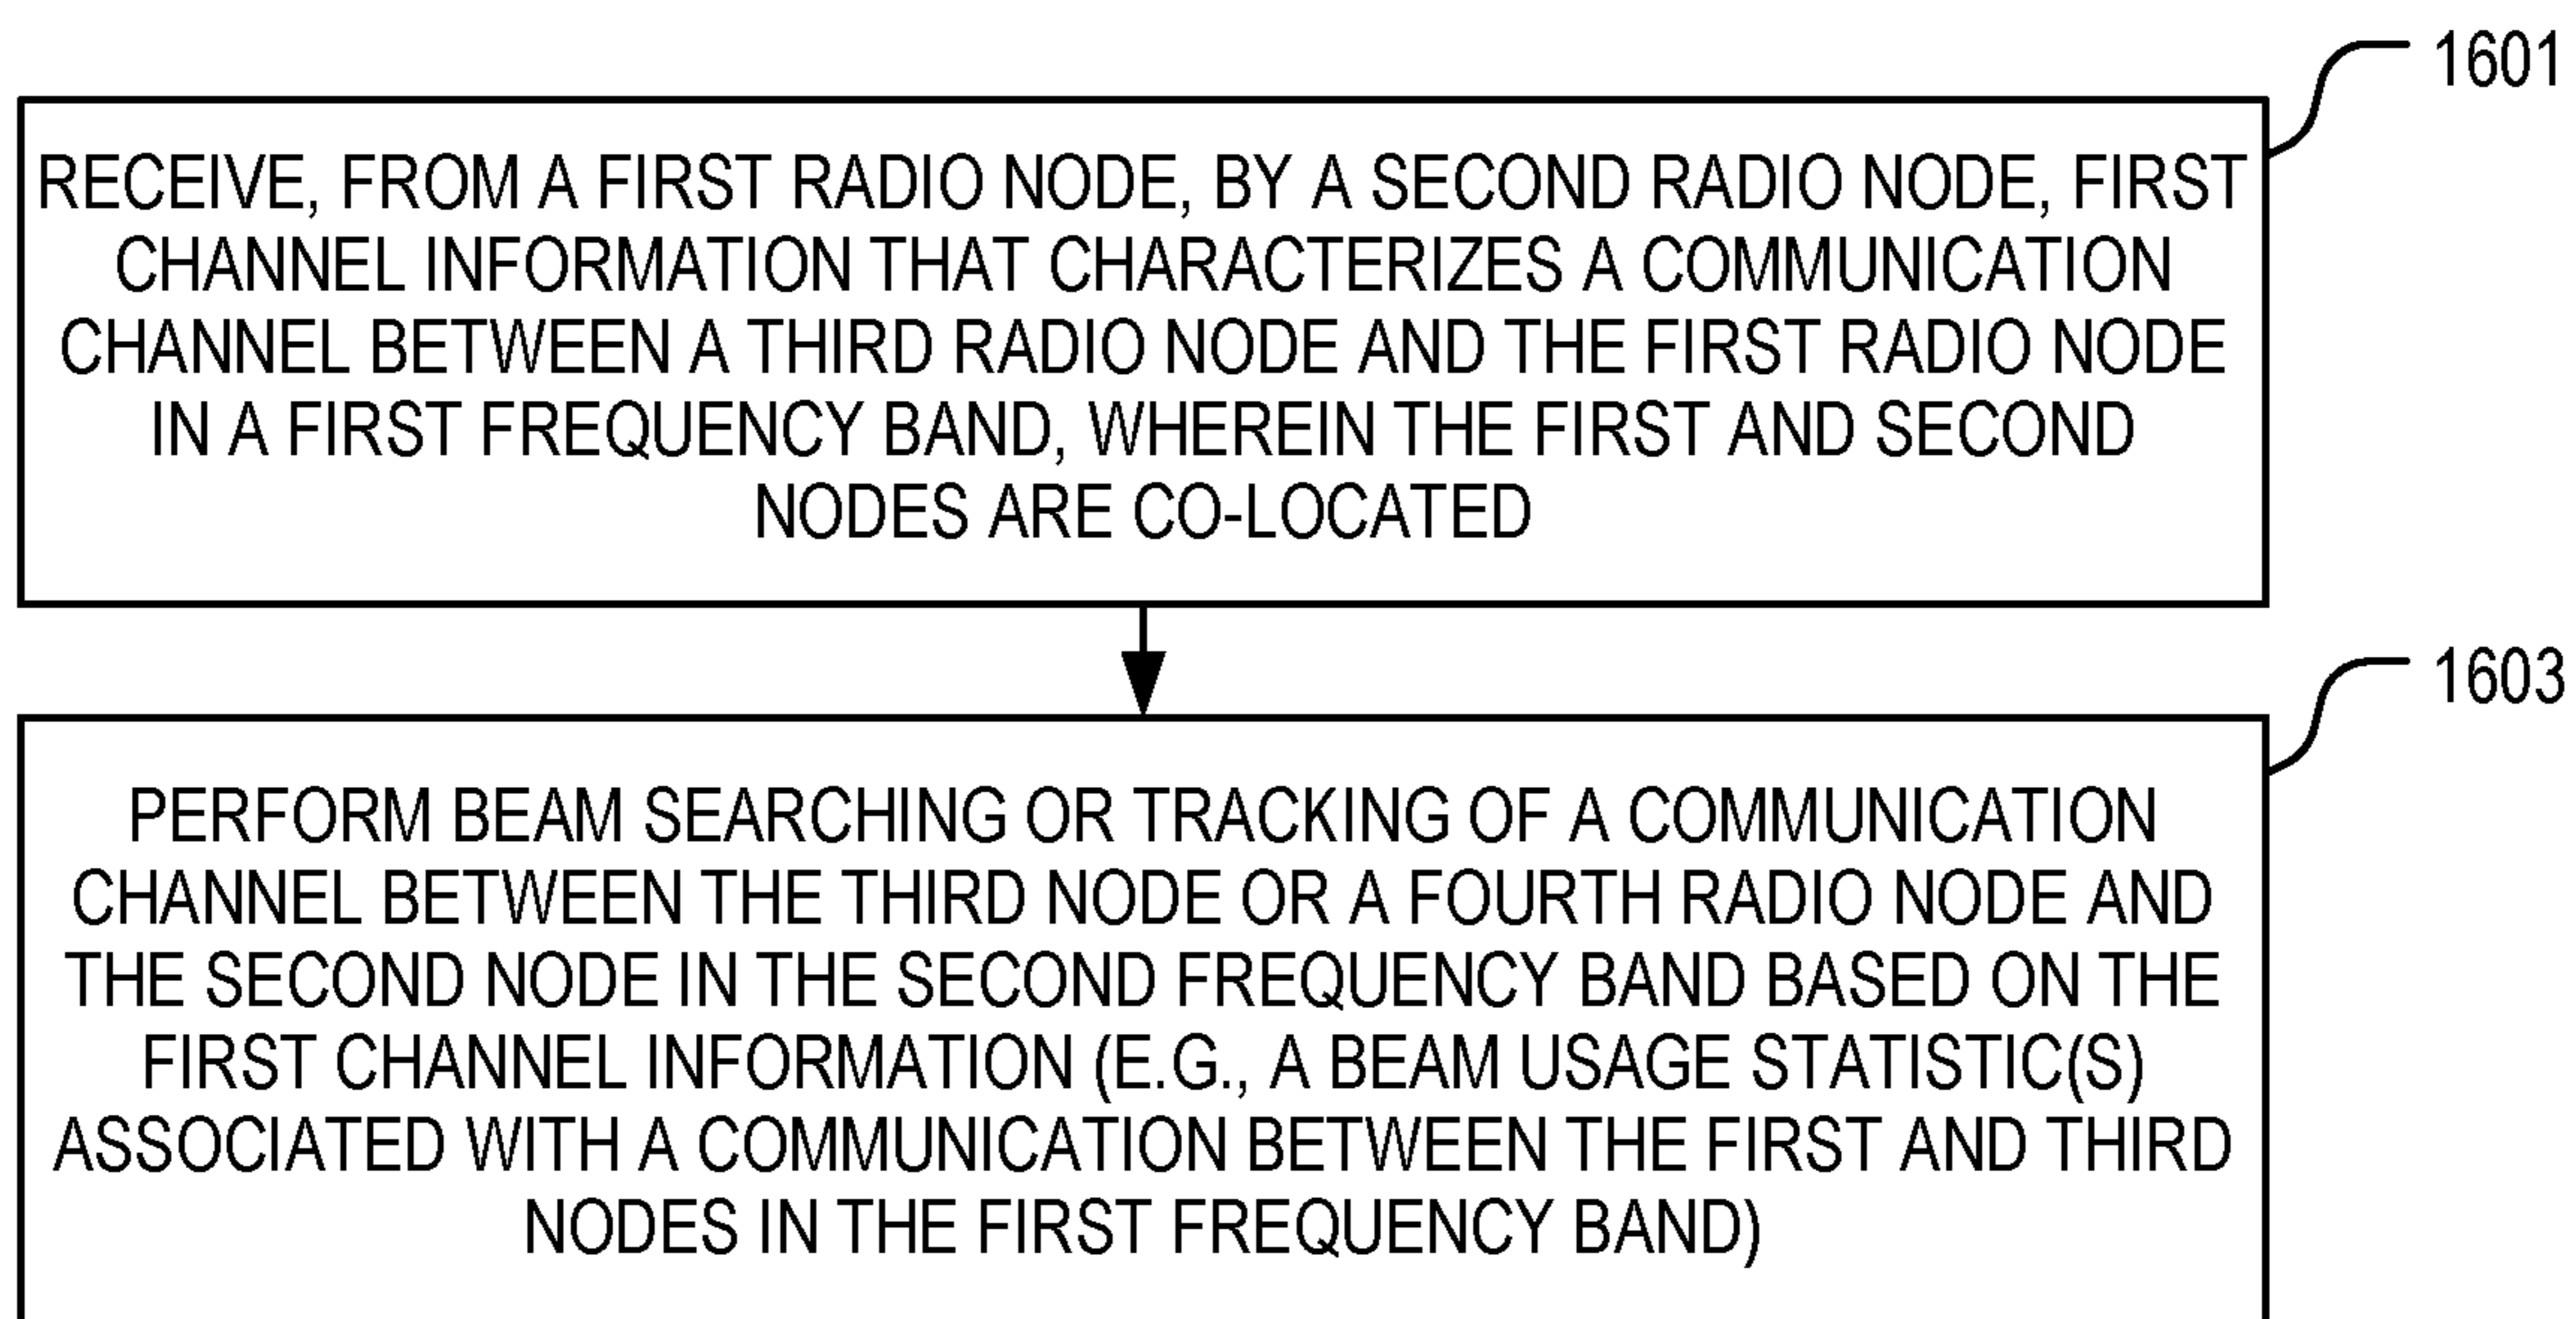 1601
RECEIVE, FROM A FIRST RADIO NODE, BY A SECOND RADIO NODE, FIRST
CHANNEL INFORMATION THAT CHARACTERIZES A COMMUNICATION
CHANNEL BETWEEN A THIRD RADIO NODE AND THE FIRST RADIO NODE
IN A FIRST FREQUENCY BAND, WHEREIN THE FIRST AND SECOND
NODES ARE CO-LOCATED
1603
PERFORM BEAM SEARCHING OR TRACKING OF A COMMUNICATION
CHANNEL BETWEEN THE THIRD NODE OR A FOURTH RADIO NODE AND
THE SECOND NODE IN THE SECOND FREQUENCY BAND BASED ON THE
FIRST CHANNEL INFORMATION (E.G., A BEAM USAGE STATISTIC(S)
ASSOCIATED WITH A COMMUNICATION BETWEEN THE FIRST AND THIRD
NODES IN THE FIRST FREQUENCY BAND)